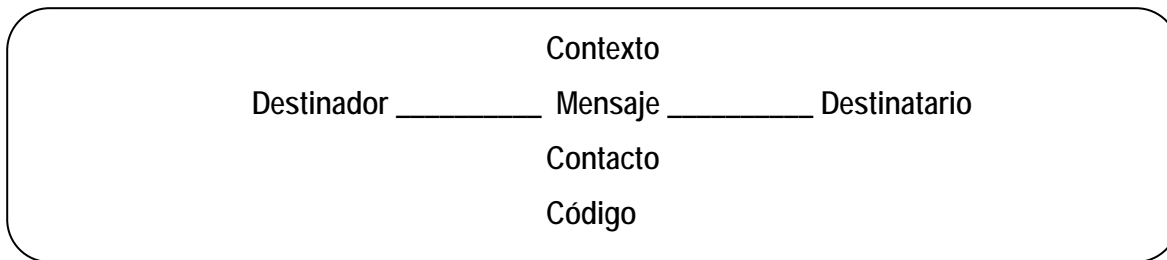 Contexto
Destinador __________ Mensaje __________ Destinatario
Contacto
Código